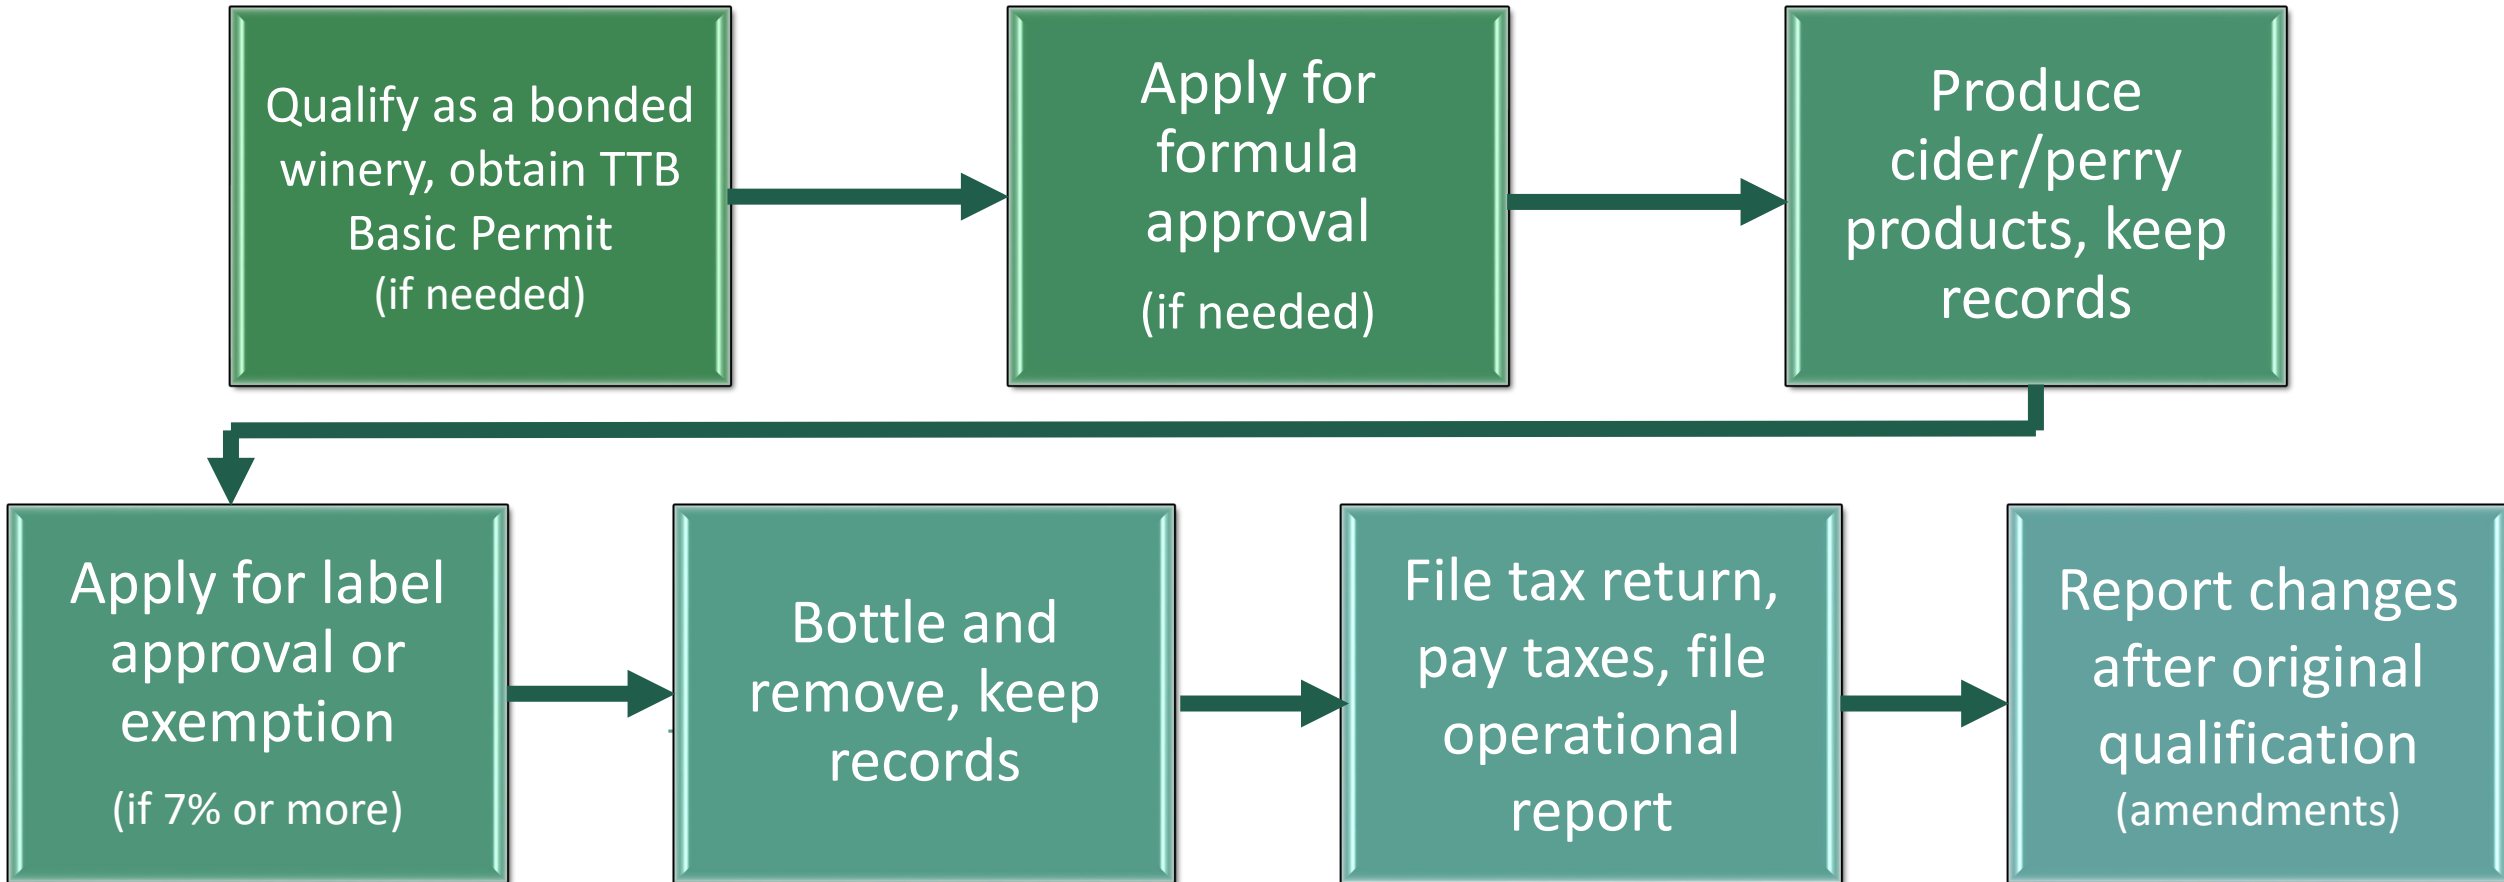 Qualify as a bonded
winery, obtain TTB
Basic Permit
(if needed)
Apply for
formula
approval
(if needed)
Produce
cider/perry
products, keep
records
Apply for label
approval or
exemption
(if 7% or more)
Bottle and
remove, keep
records
File tax return,
pay taxes, file
operational
report
Report changes
after original
qualification
(amendments)